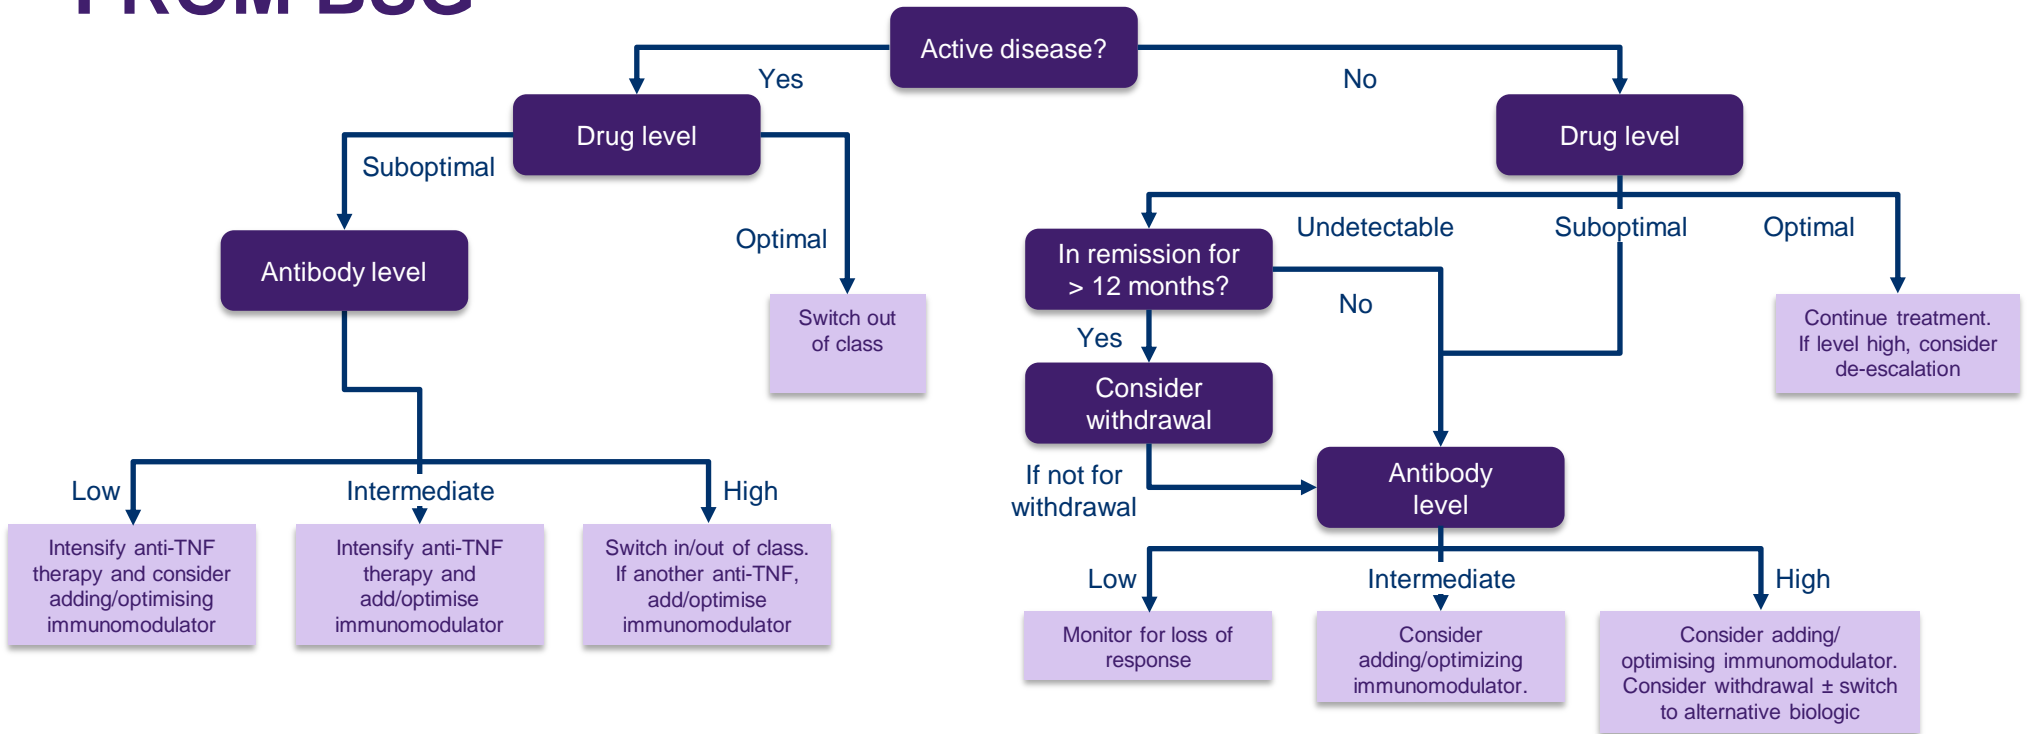 FROM BSG
Active disease?
Yes
No
Drug level
Drug level
Suboptimal
Optimal
Undetectable
Suboptimal
Optimal
Antibody level
In remission for
> 12 months?
No
Yes
Switch out
of class
Continue treatment.
If level high, consider
de-escalation
Consider
withdrawal
If not for
withdrawal
Antibody
level
Low
Intermediate
High
Intensify anti-TNF
therapy and consider
adding/optimising
immunomodulator
Intensify anti-TNF
therapy and
add/optimise
immunomodulator
Switch in/out of class.
If another anti-TNF,
add/optimise
immunomodulator
Low
Intermediate
High
Monitor for loss of
response
Consider
adding/optimizing
immunomodulator.
Consider adding/
optimising immunomodulator.
Consider withdrawal ± switch
to alternative biologic